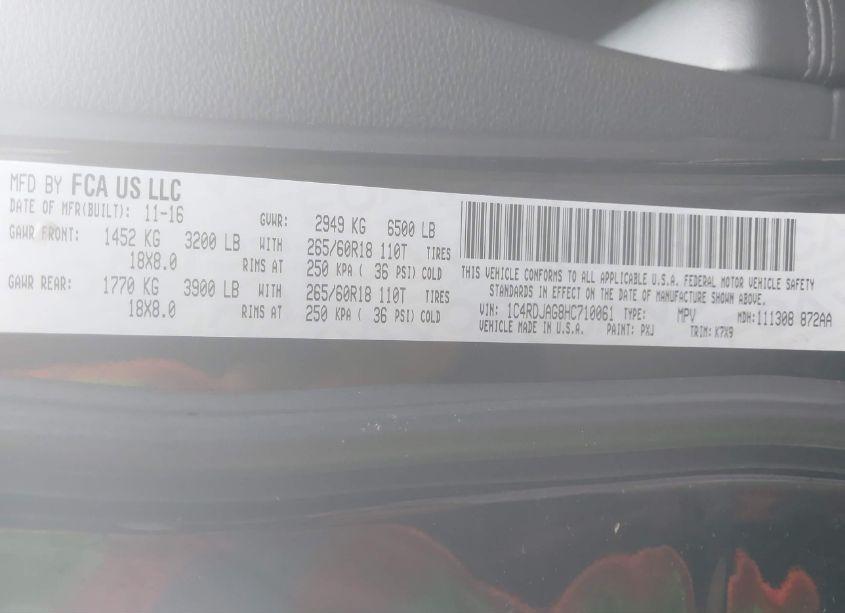 MFD BY FCA US LLC
DATE OF MFR(BUILT): 11-16 GVWR: 2949 KG 6500 LB
GAWR FRONT: 1452 KG 3200 LB WITH 265/60R18 110T TIRES
18X8.0 RIMS AT 250 KPA ( 36 PSI) COLD
GAWR REAR: 1770 KG 3900 LB WITH 265/60R18 110T TIRES
18X8.0 RIMS AT 250 KPA ( 36 PSI) COLD
THIS VEHICLE CONFORMS TO ALL APPLICABLE U.S.A. FEDERAL MOTOR VEHICLE SAFETY
STANDARDS IN EFFECT ON THE DATE OF MANUFACTURE SHOWN ABOVE.
VIN: 1C4RDJAG8HC710061 TYPE: MPV MDH:111308 872AA
VEHICLE MADE IN U.S.A. PAINT: PXJ TRIM: K7X9